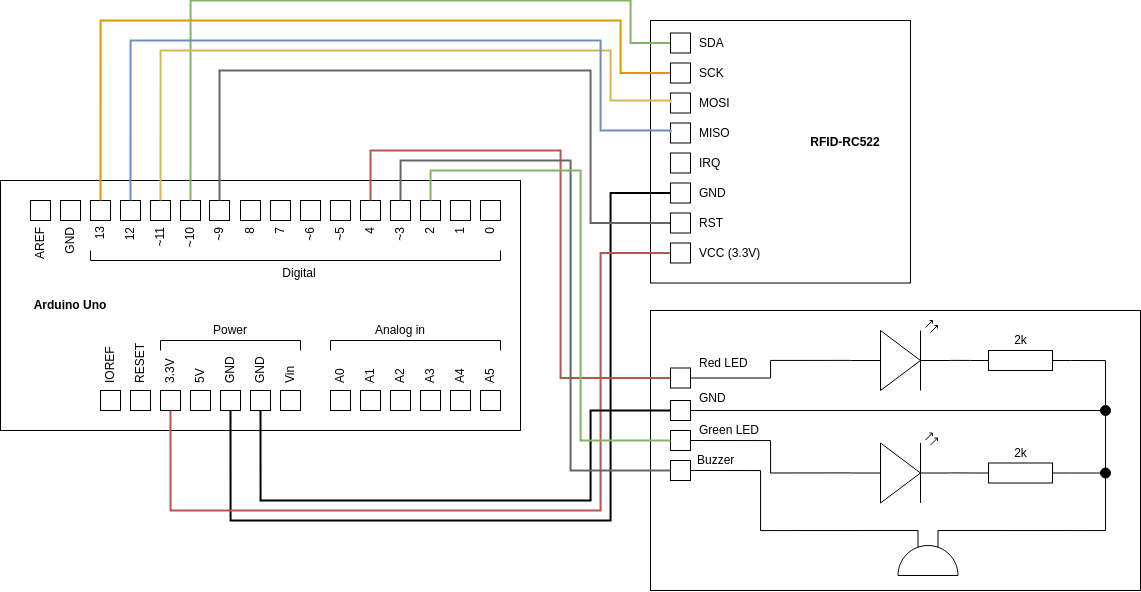 SDA
SCK
MOSI
MISO
IRQ
GND
RST
VCC (3.3V)
RFID-RC522
AREF
GND
13
12
~11
~10
~9
8
7
~6
~5
4
~3
2
1
0
Digital
Arduino Uno
Power
Analog in
IOREF
RESET
3.3V
5V
GND
GND
Vin
A0
A1
A2
A3
A4
A5
Red LED
GND
Green LED
Buzzer
2k
2k